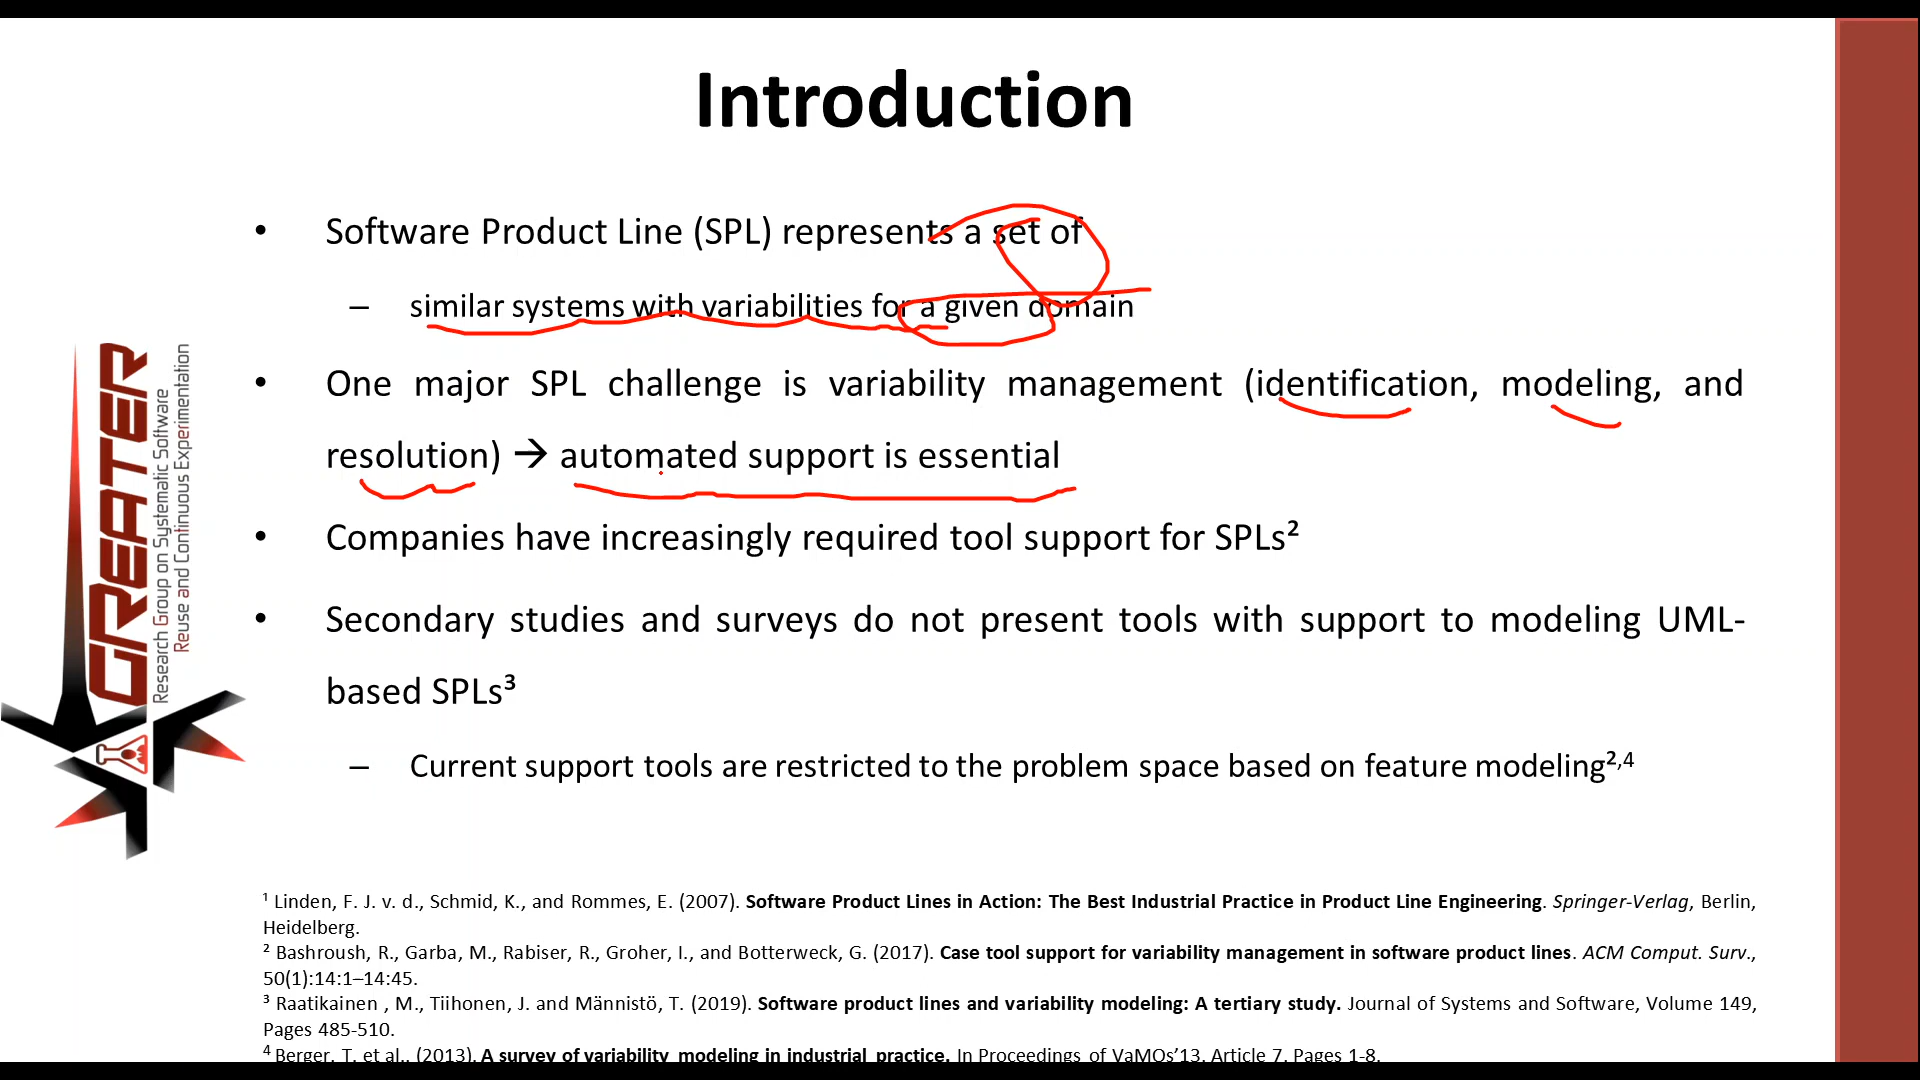 Introduction
• Software Product Line (SPL) represents a set of
– similar systems with variabilities for a given domain
• One major SPL challenge is variability management (identification, modeling, and
resolution) → automated support is essential
• Companies have increasingly required tool support for SPLs²
• Secondary studies and surveys do not present tools with support to modeling UML-
based SPLs³
– Current support tools are restricted to the problem space based on feature modeling²,⁴
GREATER
Research Group on Systematic Software
Reuse and Continuous Experimentation
¹ Linden, F. J. v. d., Schmid, K., and Rommes, E. (2007). Software Product Lines in Action: The Best Industrial Practice in Product Line Engineering. Springer-Verlag, Berlin,
Heidelberg.
² Bashroush, R., Garba, M., Rabiser, R., Groher, I., and Botterweck, G. (2017). Case tool support for variability management in software product lines. ACM Comput. Surv.,
50(1):14:1–14:45.
³ Raatikainen , M., Tiihonen, J. and Männistö, T. (2019). Software product lines and variability modeling: A tertiary study. Journal of Systems and Software, Volume 149,
Pages 485-510.
⁴ Berger, T. et al., (2013). A survey of variability modeling in industrial practice. In Proceedings of VaMOs’13, Article 7, Pages 1-8.